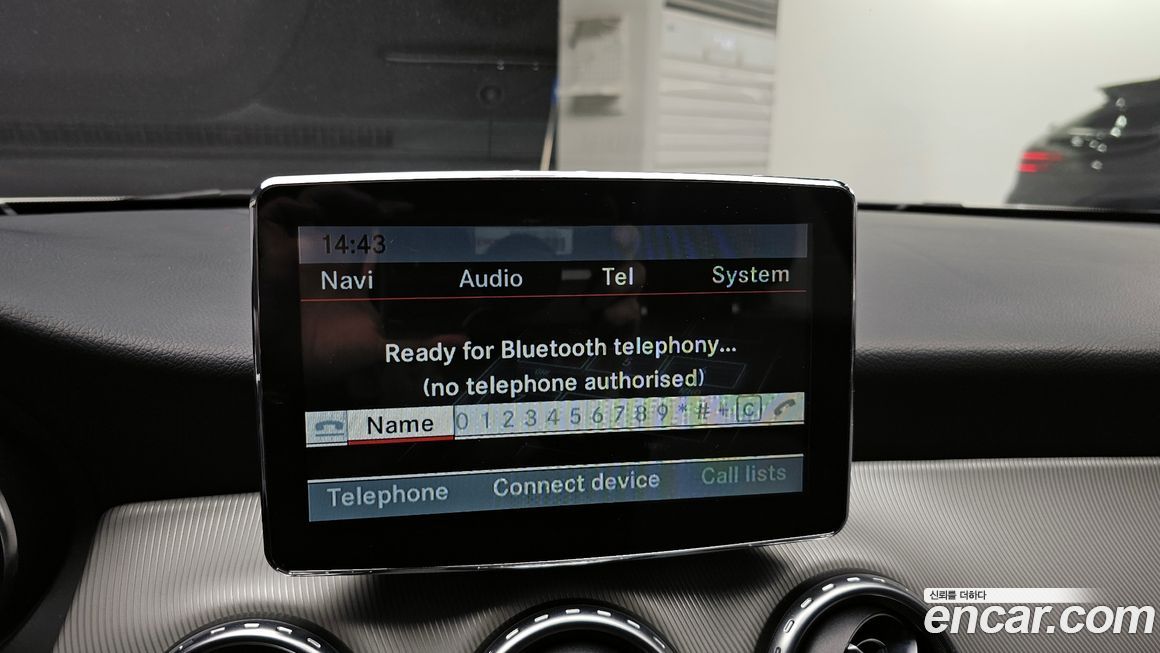 14:43
Navi Audio Tel System
Ready for Bluetooth telephony...
(no telephone authorised)
Name 0 1 2 3 4 5 6 7 8 9 * # + C
Telephone Connect device Call lists
신뢰를 더하다
encar.com